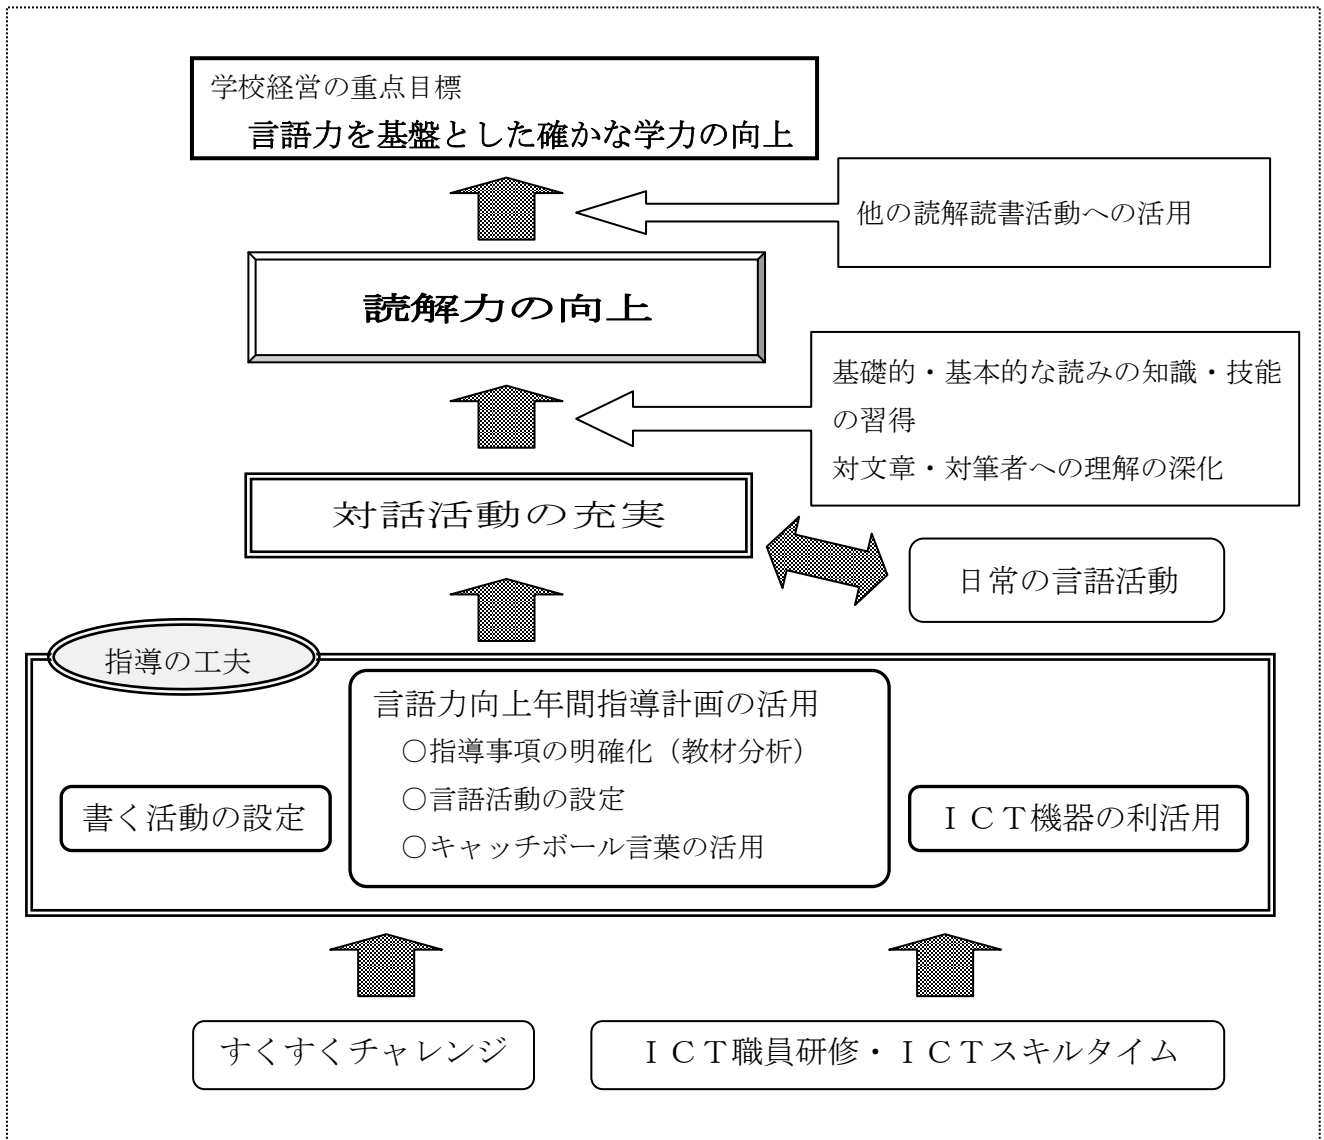 学校経営の重点目標
言語力を基盤とした確かな学力の向上
他の読解読書活動への活用
読解力の向上
基礎的・基本的な読みの知識・技能
の習得
対文章・対筆者への理解の深化
対話活動の充実
日常の言語活動
指導の工夫
言語力向上年間指導計画の活用
○指導事項の明確化（教材分析）
○言語活動の設定
○キャッチボール言葉の活用
書く活動の設定
ＩＣＴ機器の利活用
すくすくチャレンジ
ＩＣＴ職員研修・ＩＣＴスキルタイム